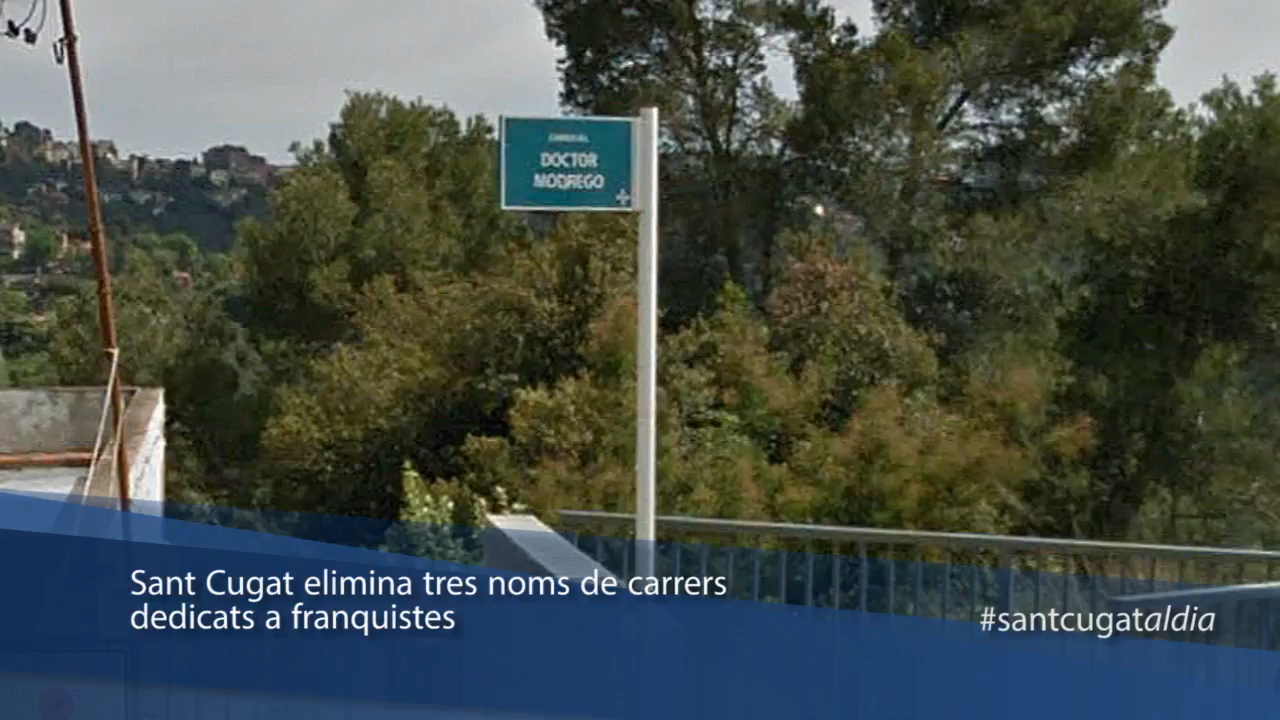 DOCTOR
MODREGO
Sant Cugat elimina tres noms de carrers
dedicats a franquistes
#santcugataldia